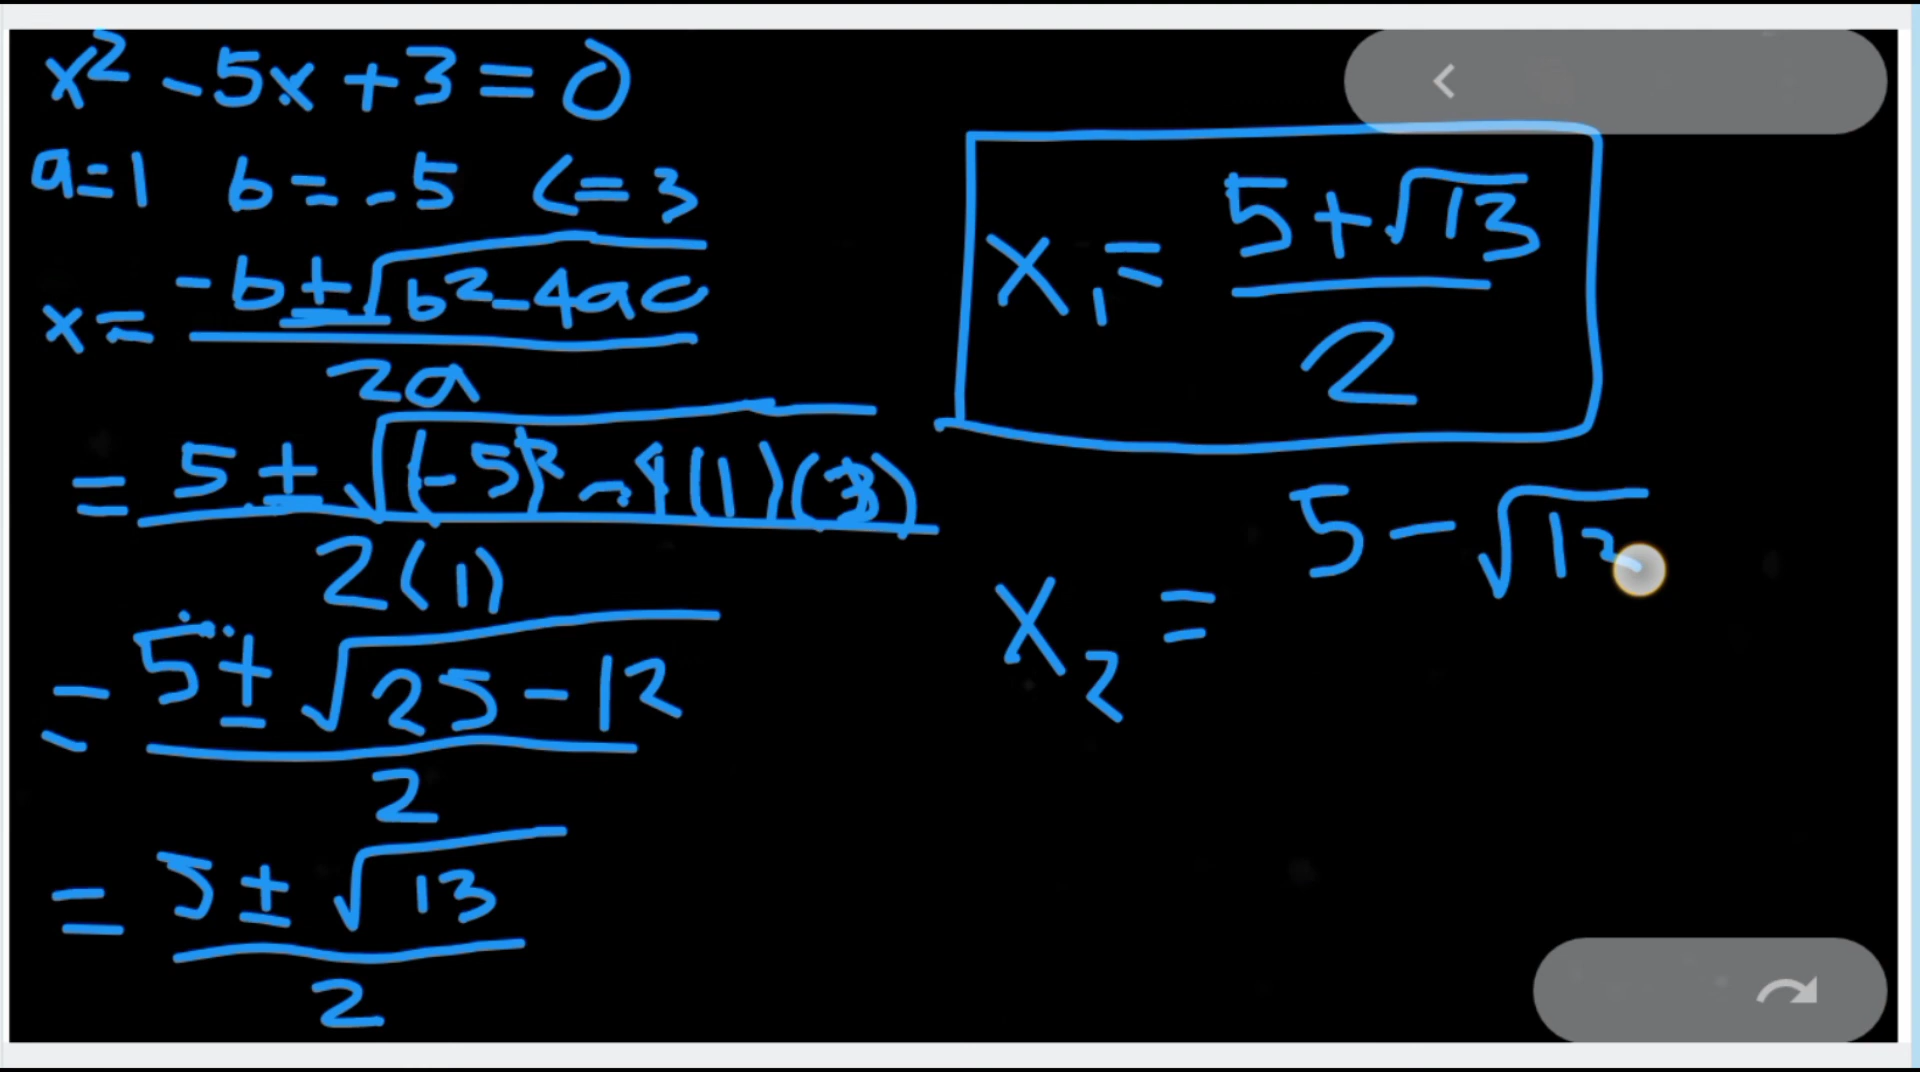 x² - 5x + 3 = 0
a = 1 b = -5 c = 3
x = (-b ± √(b² - 4ac)) / 2a
= (5 ± √((-5)² - 4(1)(3))) / 2(1)
= (5 ± √(25 - 12)) / 2
= (5 ± √13) / 2
x₁ = (5 + √13) / 2
x₂ = 5 - √13